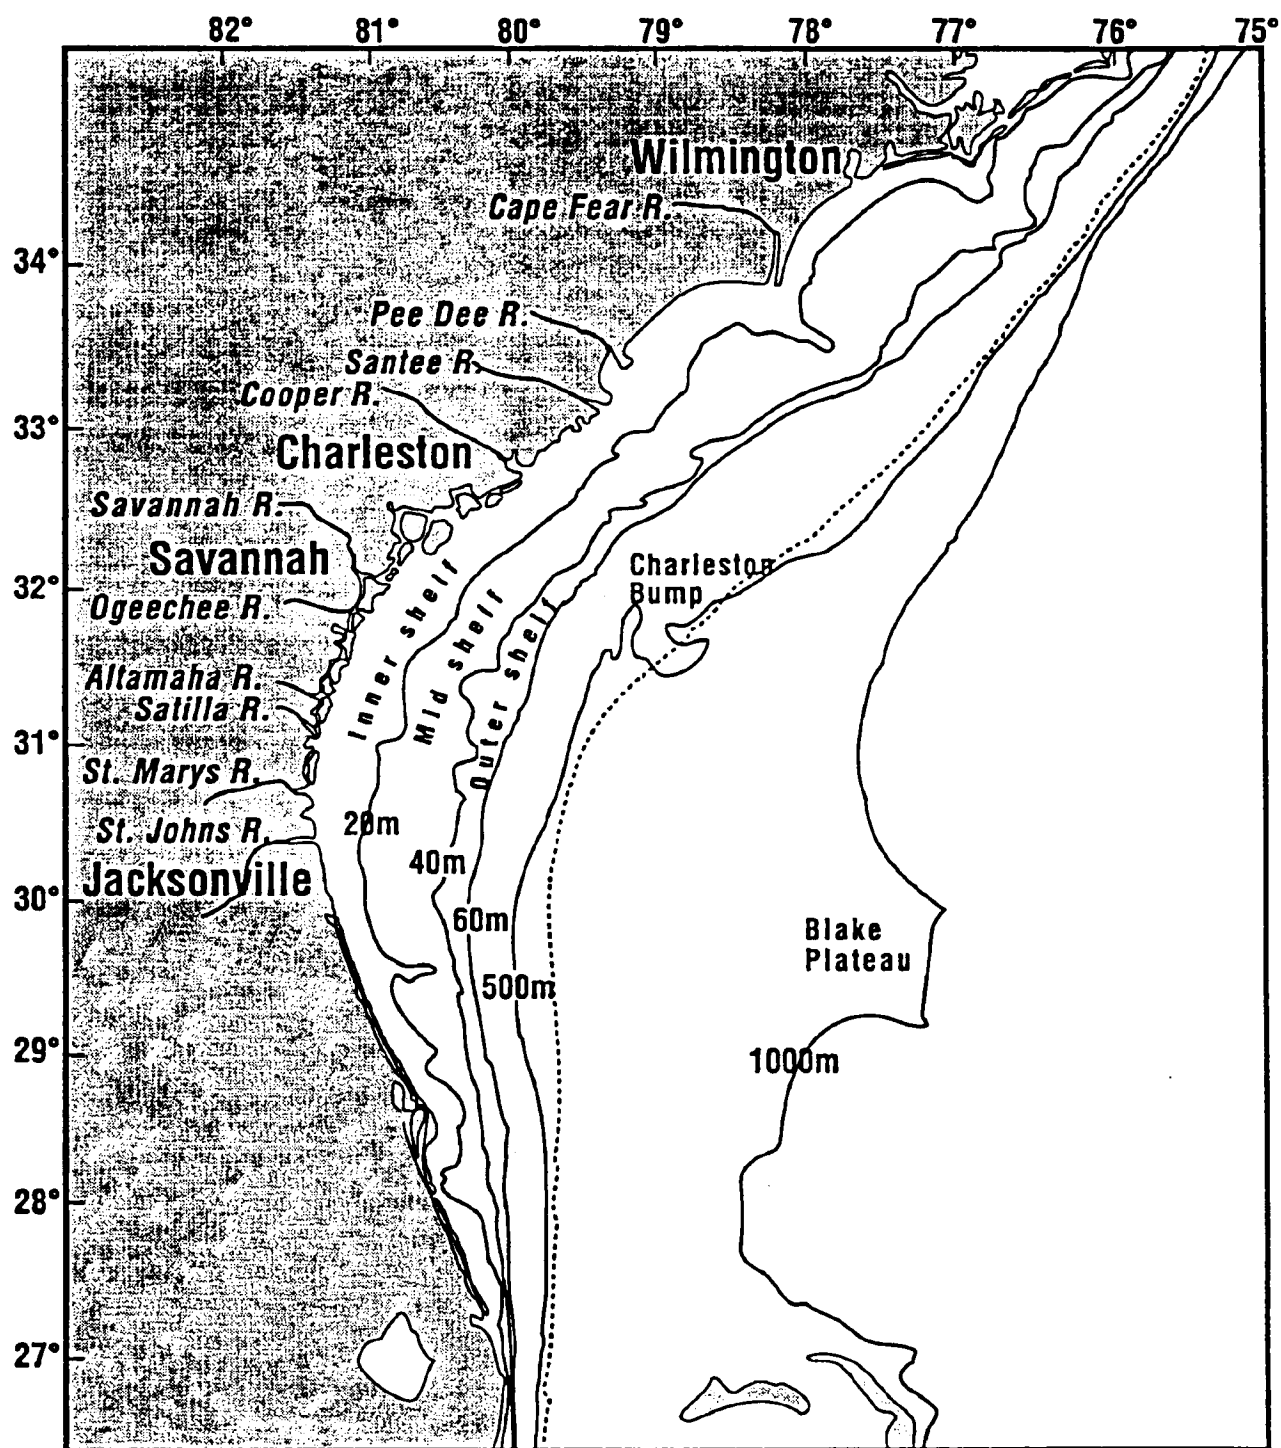 82° 81° 80° 79° 78° 77° 76° 75°
Wilmington
Cape Fear R.
34°
Pee Dee R.
Santee R.
Cooper R.
33°
Charleston
Savannah R.
Savannah
Charleston
Bump
32°
Ogeechee R.
Inner shelf
Mid shelf
Outer shelf
Altamaha R.
Satilla R.
31°
St. Marys R.
20m
St. Johns R.
40m
Jacksonville
30°
60m
Blake
Plateau
500m
29°
1000m
28°
27°